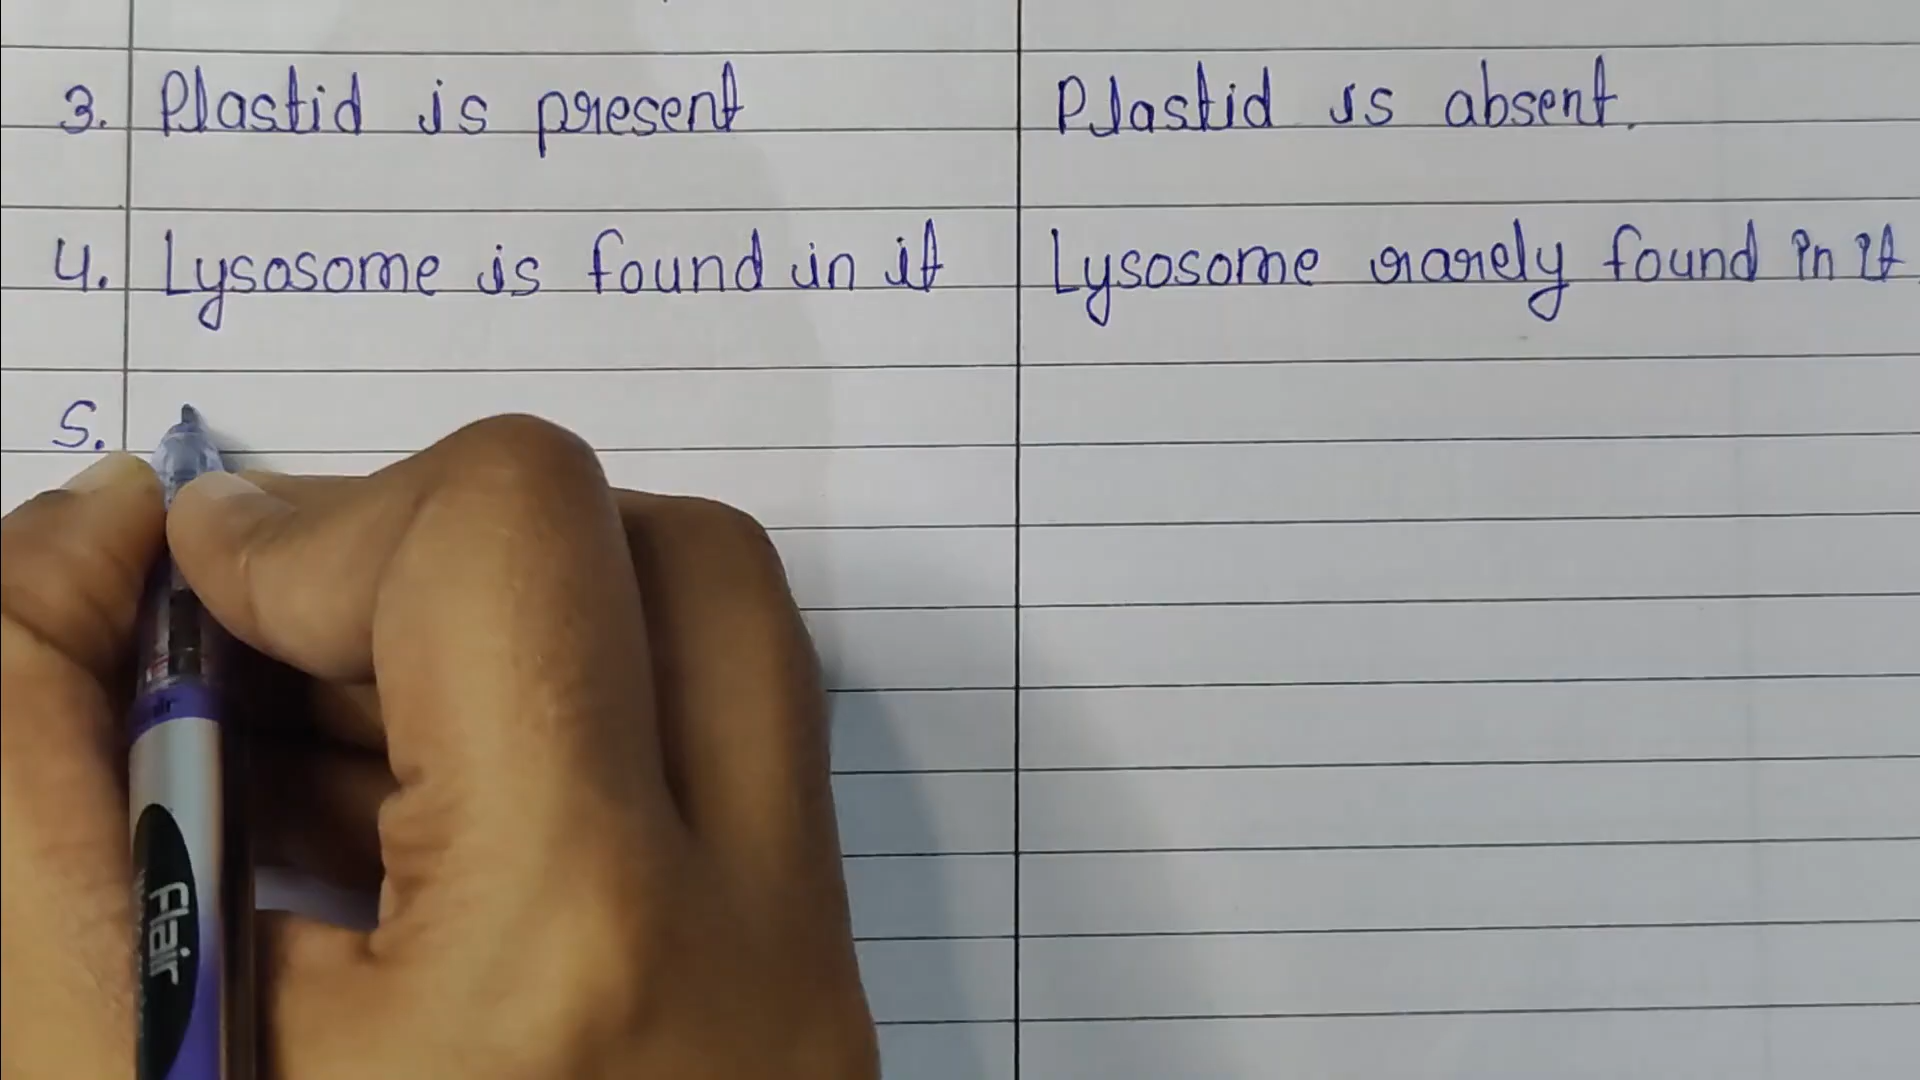 3. Plastid is present Plastid is absent.
4. Lysosome is found in it Lysosome rarely found in it
5.
Flair